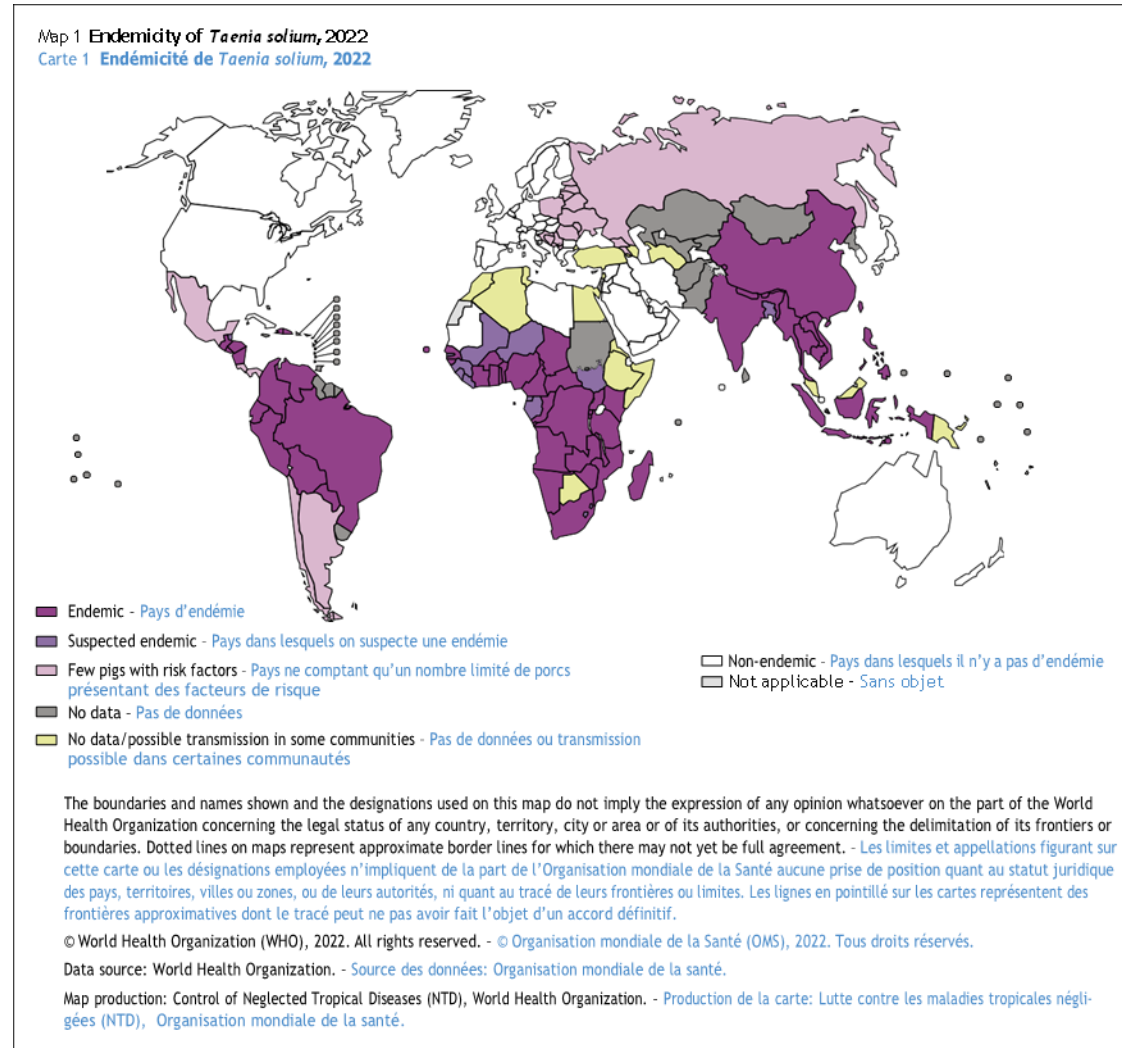 Map 1 Endemicity of Taenia solium, 2022
Carte 1 Endémicité de Taenia solium, 2022
Endemic - Pays d'endémie
Suspected endemic - Pays dans lesquels on suspecte une endémie
Few pigs with risk factors - Pays ne comptant qu'un nombre limité de porcs
présentant des facteurs de risque
No data - Pas de données
No data/possible transmission in some communities - Pas de données ou transmission
possible dans certaines communautés
Non-endemic - Pays dans lesquels il n'y a pas d'endémie
Not applicable - Sans objet
The boundaries and names shown and the designations used on this map do not imply the expression of any opinion whatsoever on the part of the World
Health Organization concerning the legal status of any country, territory, city or area or of its authorities, or concerning the delimitation of its frontiers or
boundaries. Dotted lines on maps represent approximate border lines for which there may not yet be full agreement. - Les limites et appellations figurant sur
cette carte ou les désignations employées n'impliquent de la part de l'Organisation mondiale de la Santé aucune prise de position quant au statut juridique
des pays, territoires, villes ou zones, ou de leurs autorités, ni quant au tracé de leurs frontières ou limites. Les lignes en pointillé sur les cartes représentent des
frontières approximatives dont le tracé peut ne pas avoir fait l'objet d'un accord définitif.
© World Health Organization (WHO), 2022. All rights reserved. - © Organisation mondiale de la Santé (OMS), 2022. Tous droits réservés.
Data source: World Health Organization. - Source des données: Organisation mondiale de la santé.
Map production: Control of Neglected Tropical Diseases (NTD), World Health Organization. - Production de la carte: Lutte contre les maladies tropicales négli-
gées (NTD), Organisation mondiale de la santé.